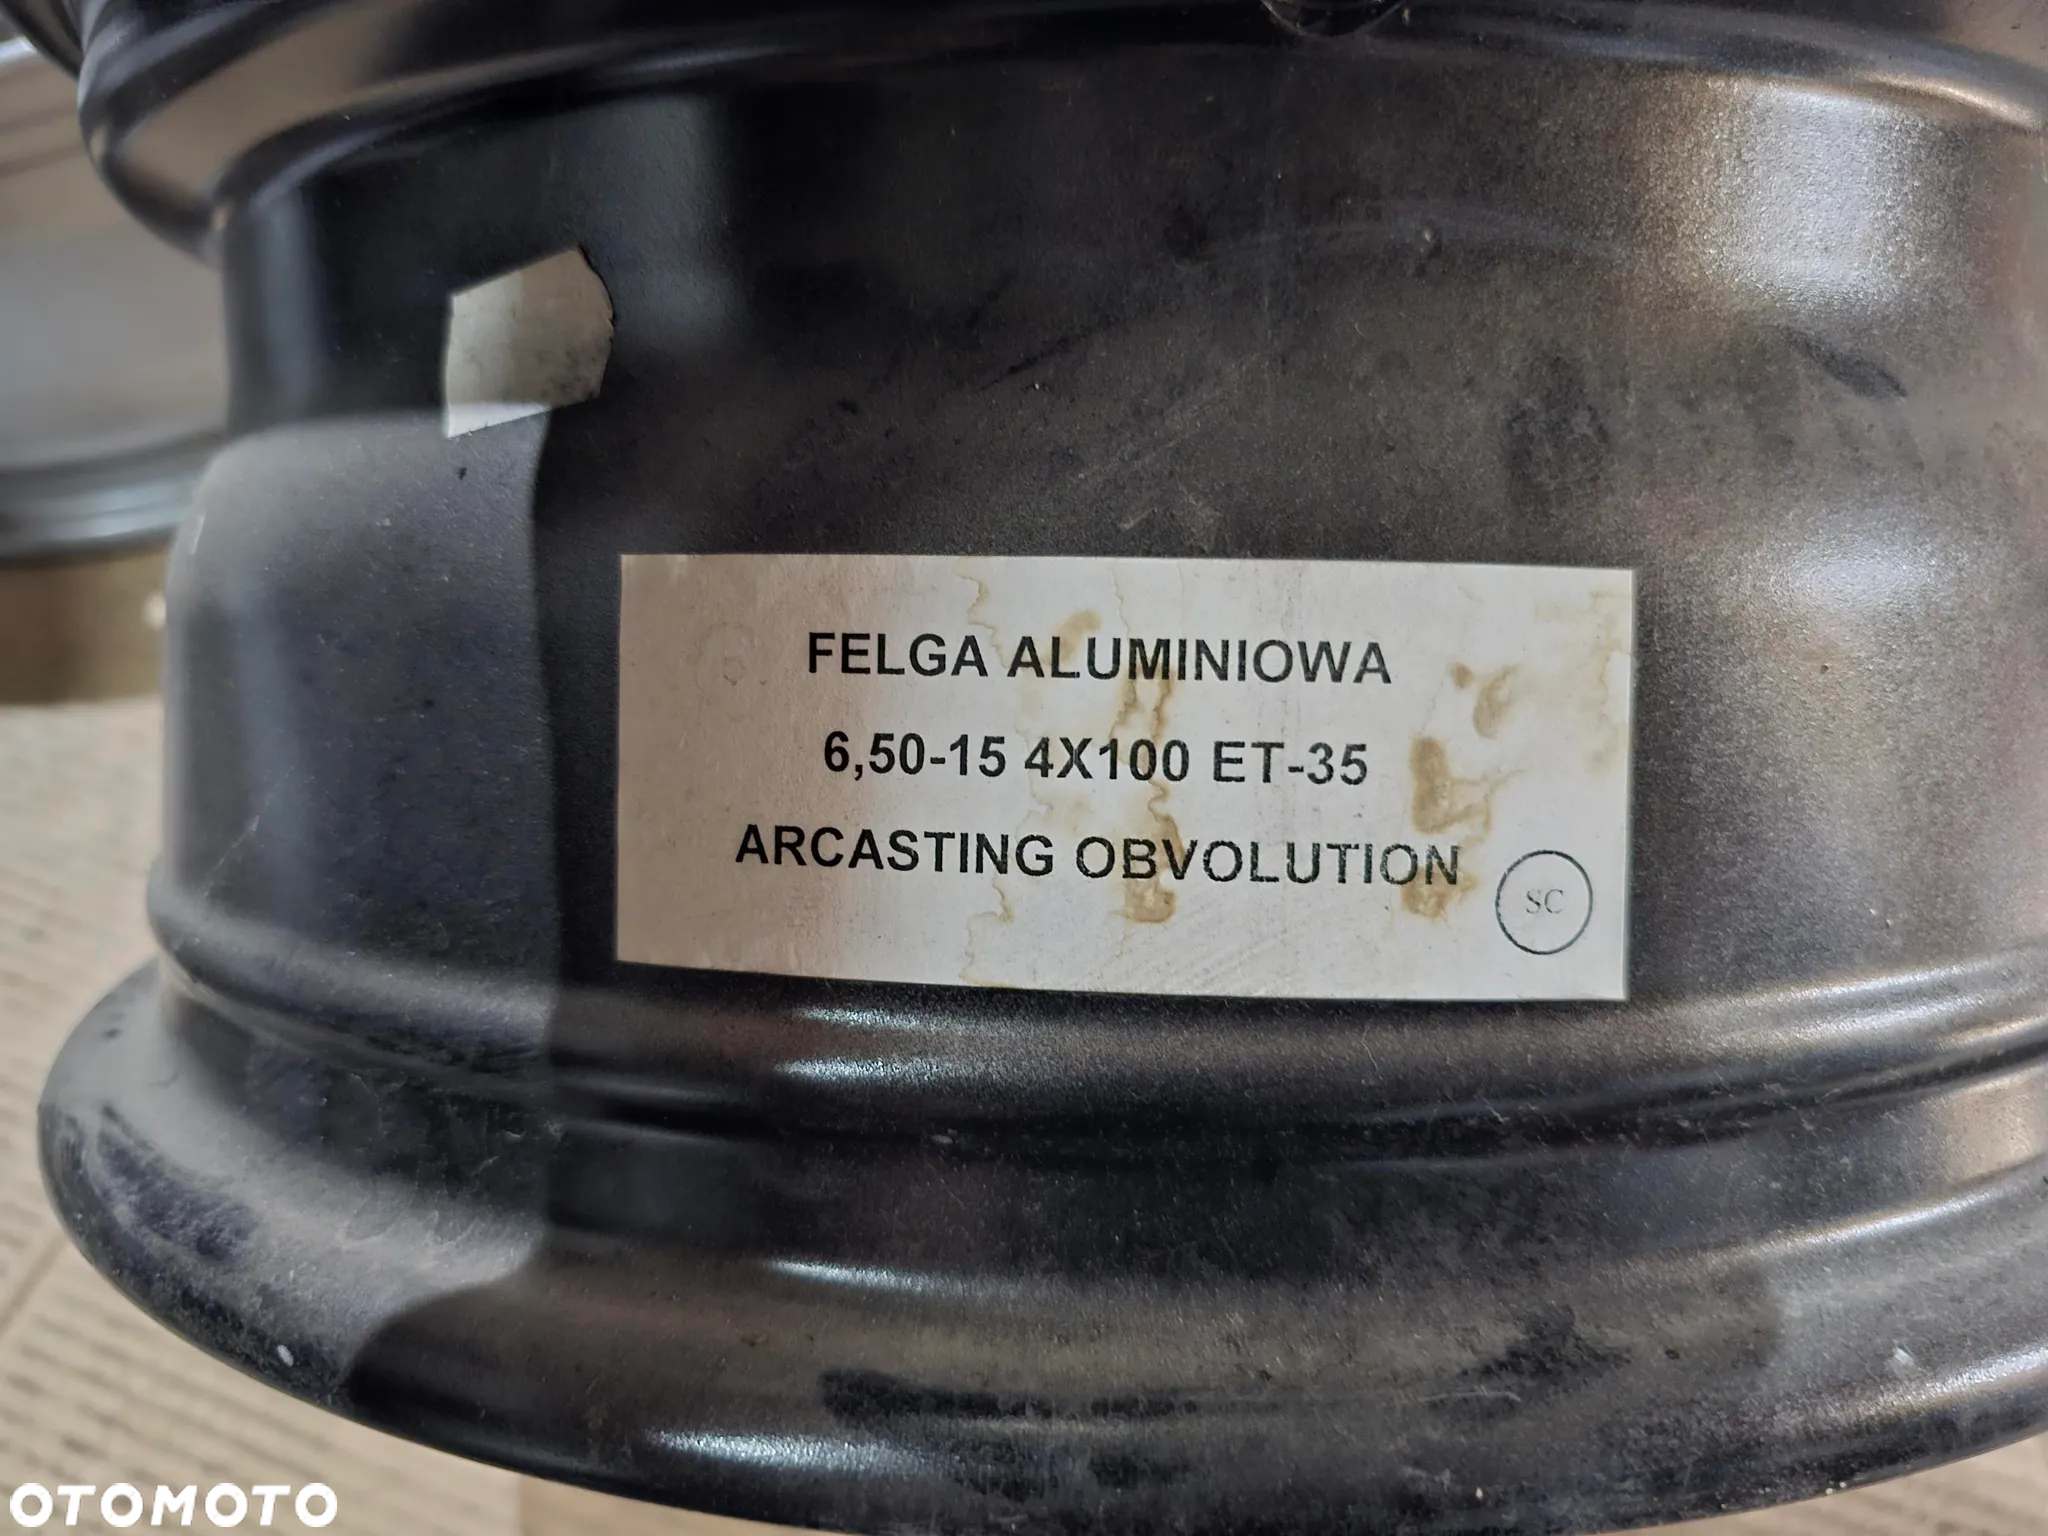 FELGA ALUMINIOWA
6,50-15 4X100 ET-35
ARCASTING OBVOLUTION
SC
OTOMOTO